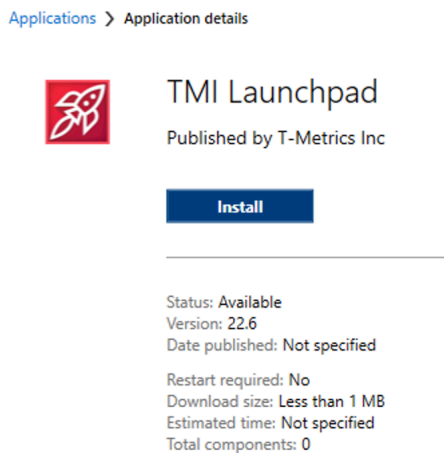 Applications > Application details
TMI Launchpad
Published by T-Metrics Inc
Install
Status: Available
Version: 22.6
Date published: Not specified
Restart required: No
Download size: Less than 1 MB
Estimated time: Not specified
Total components: 0